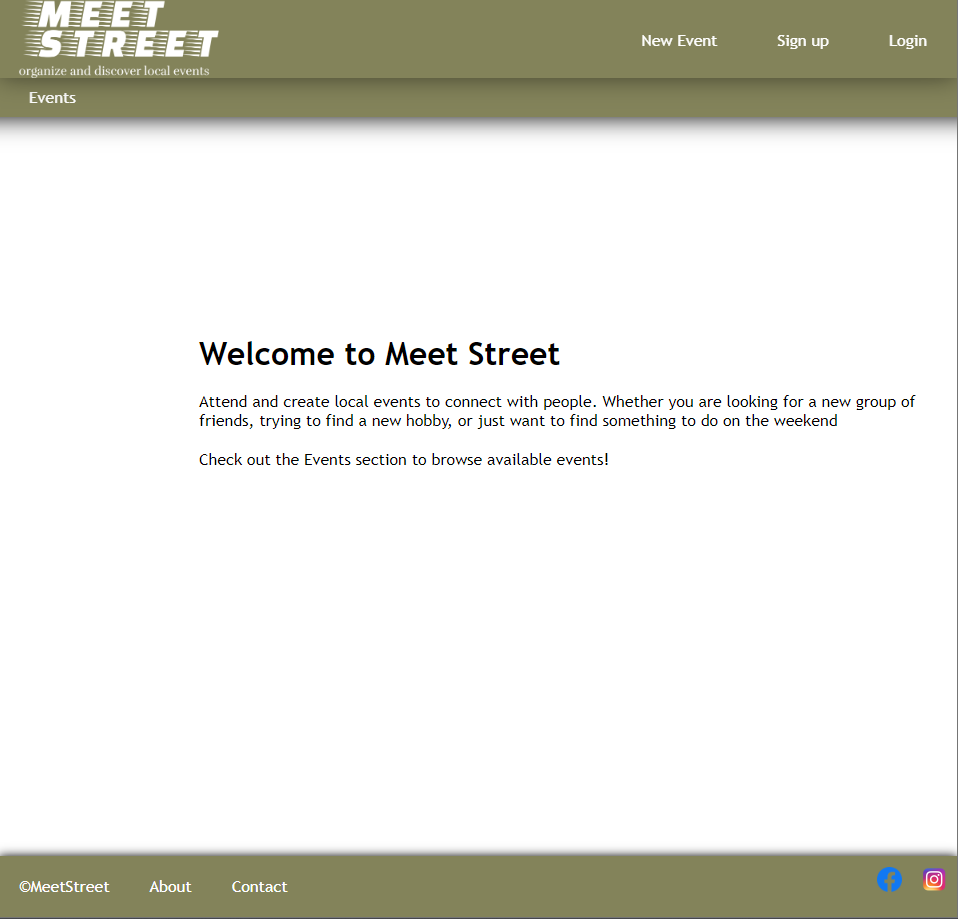 MEET
STREET
organize and discover local events
New Event
Sign up
Login
Events
Welcome to Meet Street
Attend and create local events to connect with people. Whether you are looking for a new group of
friends, trying to find a new hobby, or just want to find something to do on the weekend
Check out the Events section to browse available events!
©MeetStreet
About
Contact